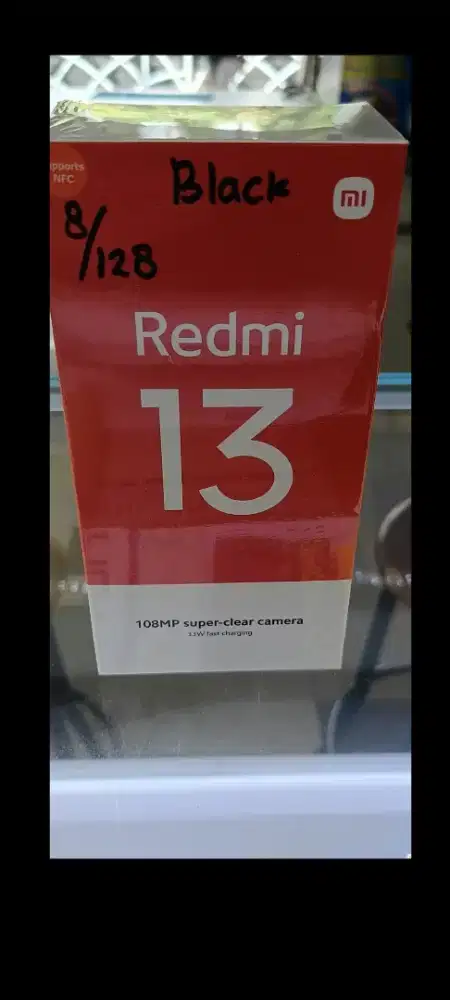 pports
NFC
Black
mi
8/128
Redmi
13
108MP super-clear camera
33W fast charging